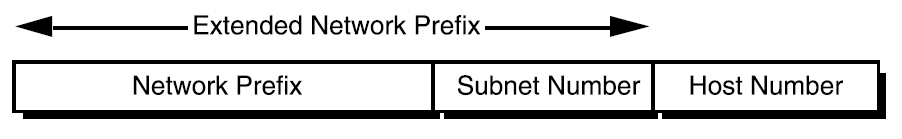 Extended Network Prefix
Network Prefix Subnet Number Host Number